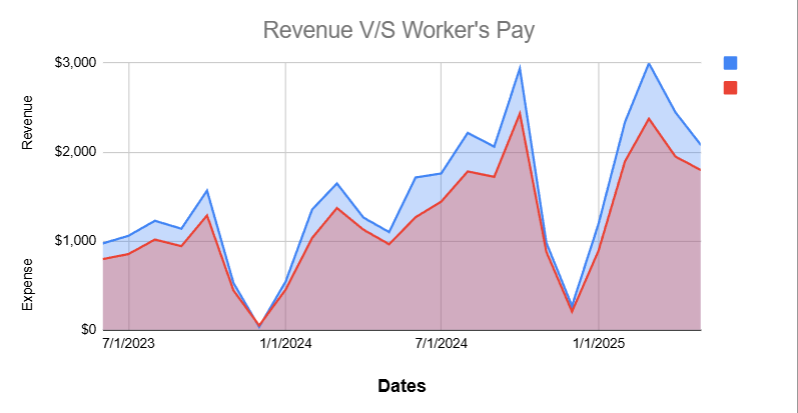 Revenue V/S Worker's Pay
$3,000
Revenue
$2,000
$1,000
Expense
$0
7/1/2023 1/1/2024 7/1/2024 1/1/2025
Dates